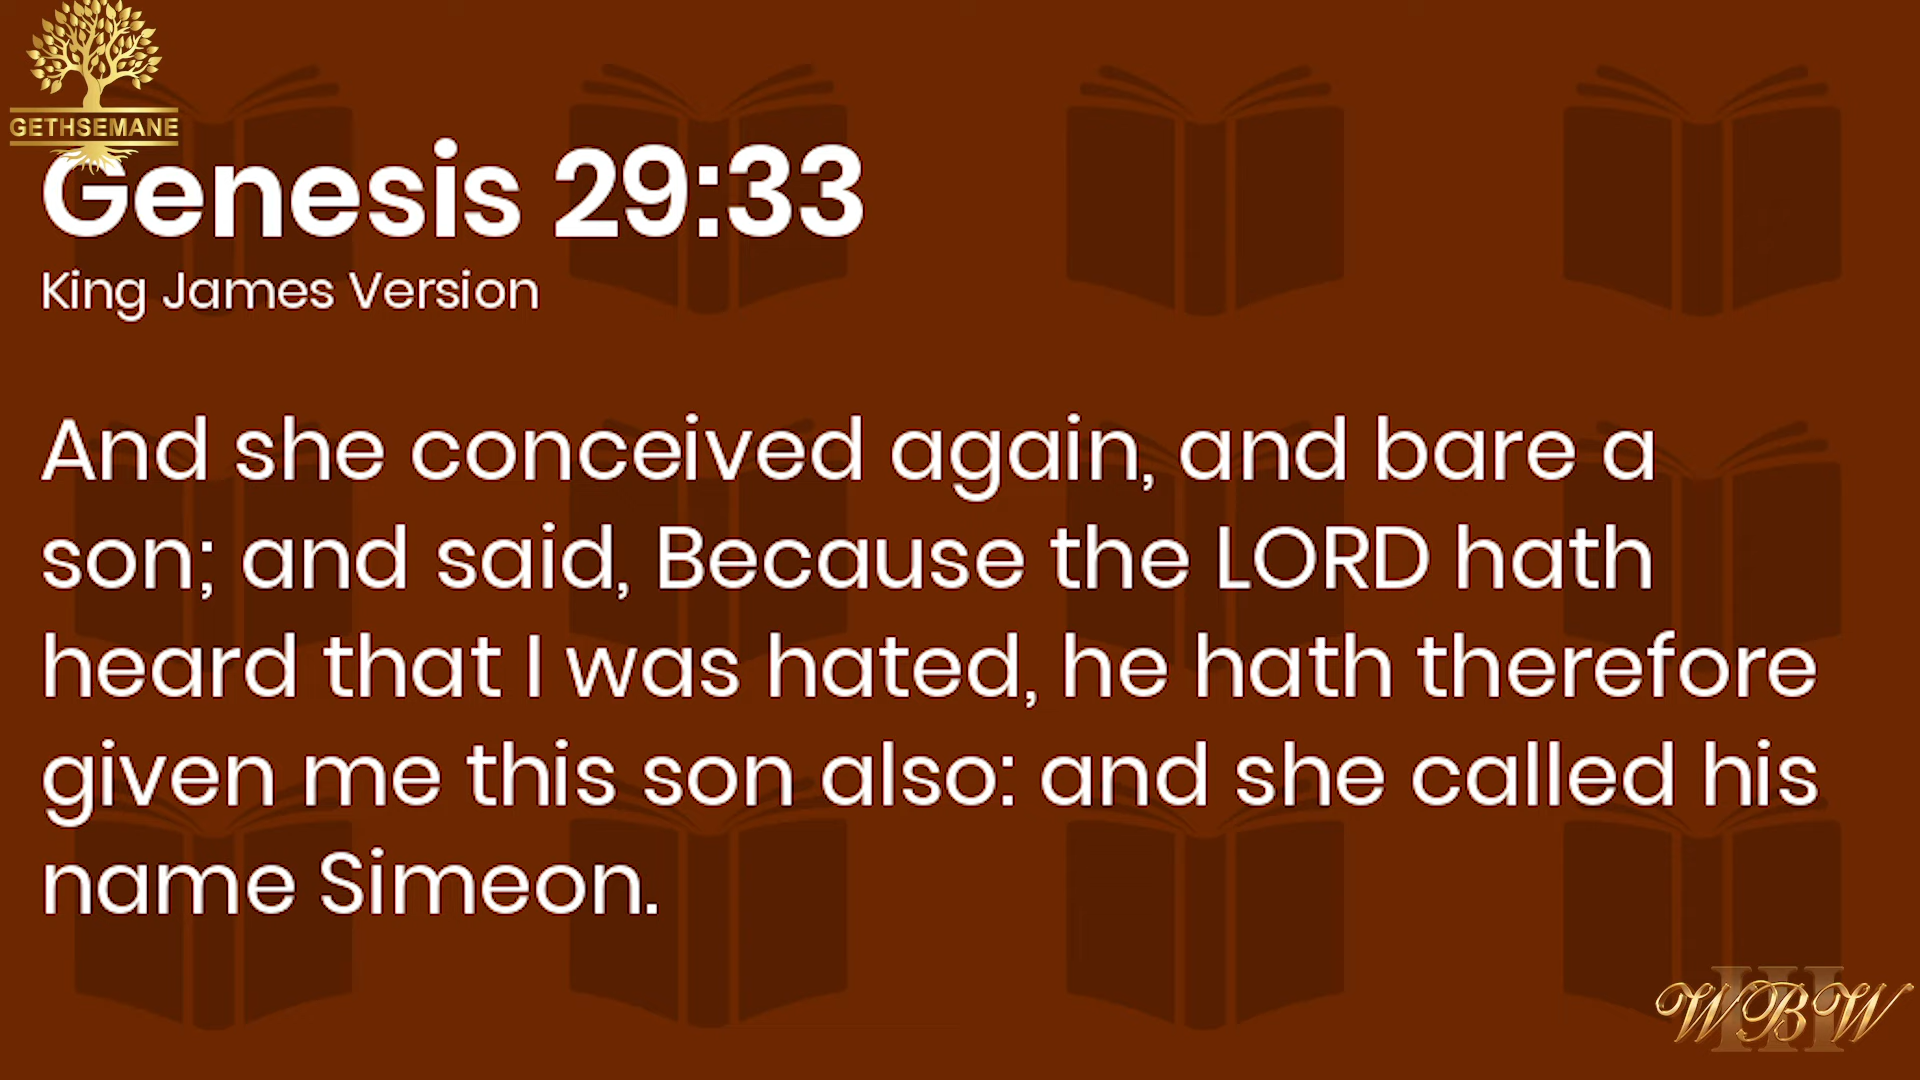 GETHSEMANE
Genesis 29:33
King James Version
And she conceived again, and bare a
son; and said, Because the LORD hath
heard that I was hated, he hath therefore
given me this son also: and she called his
name Simeon.
III
WBW